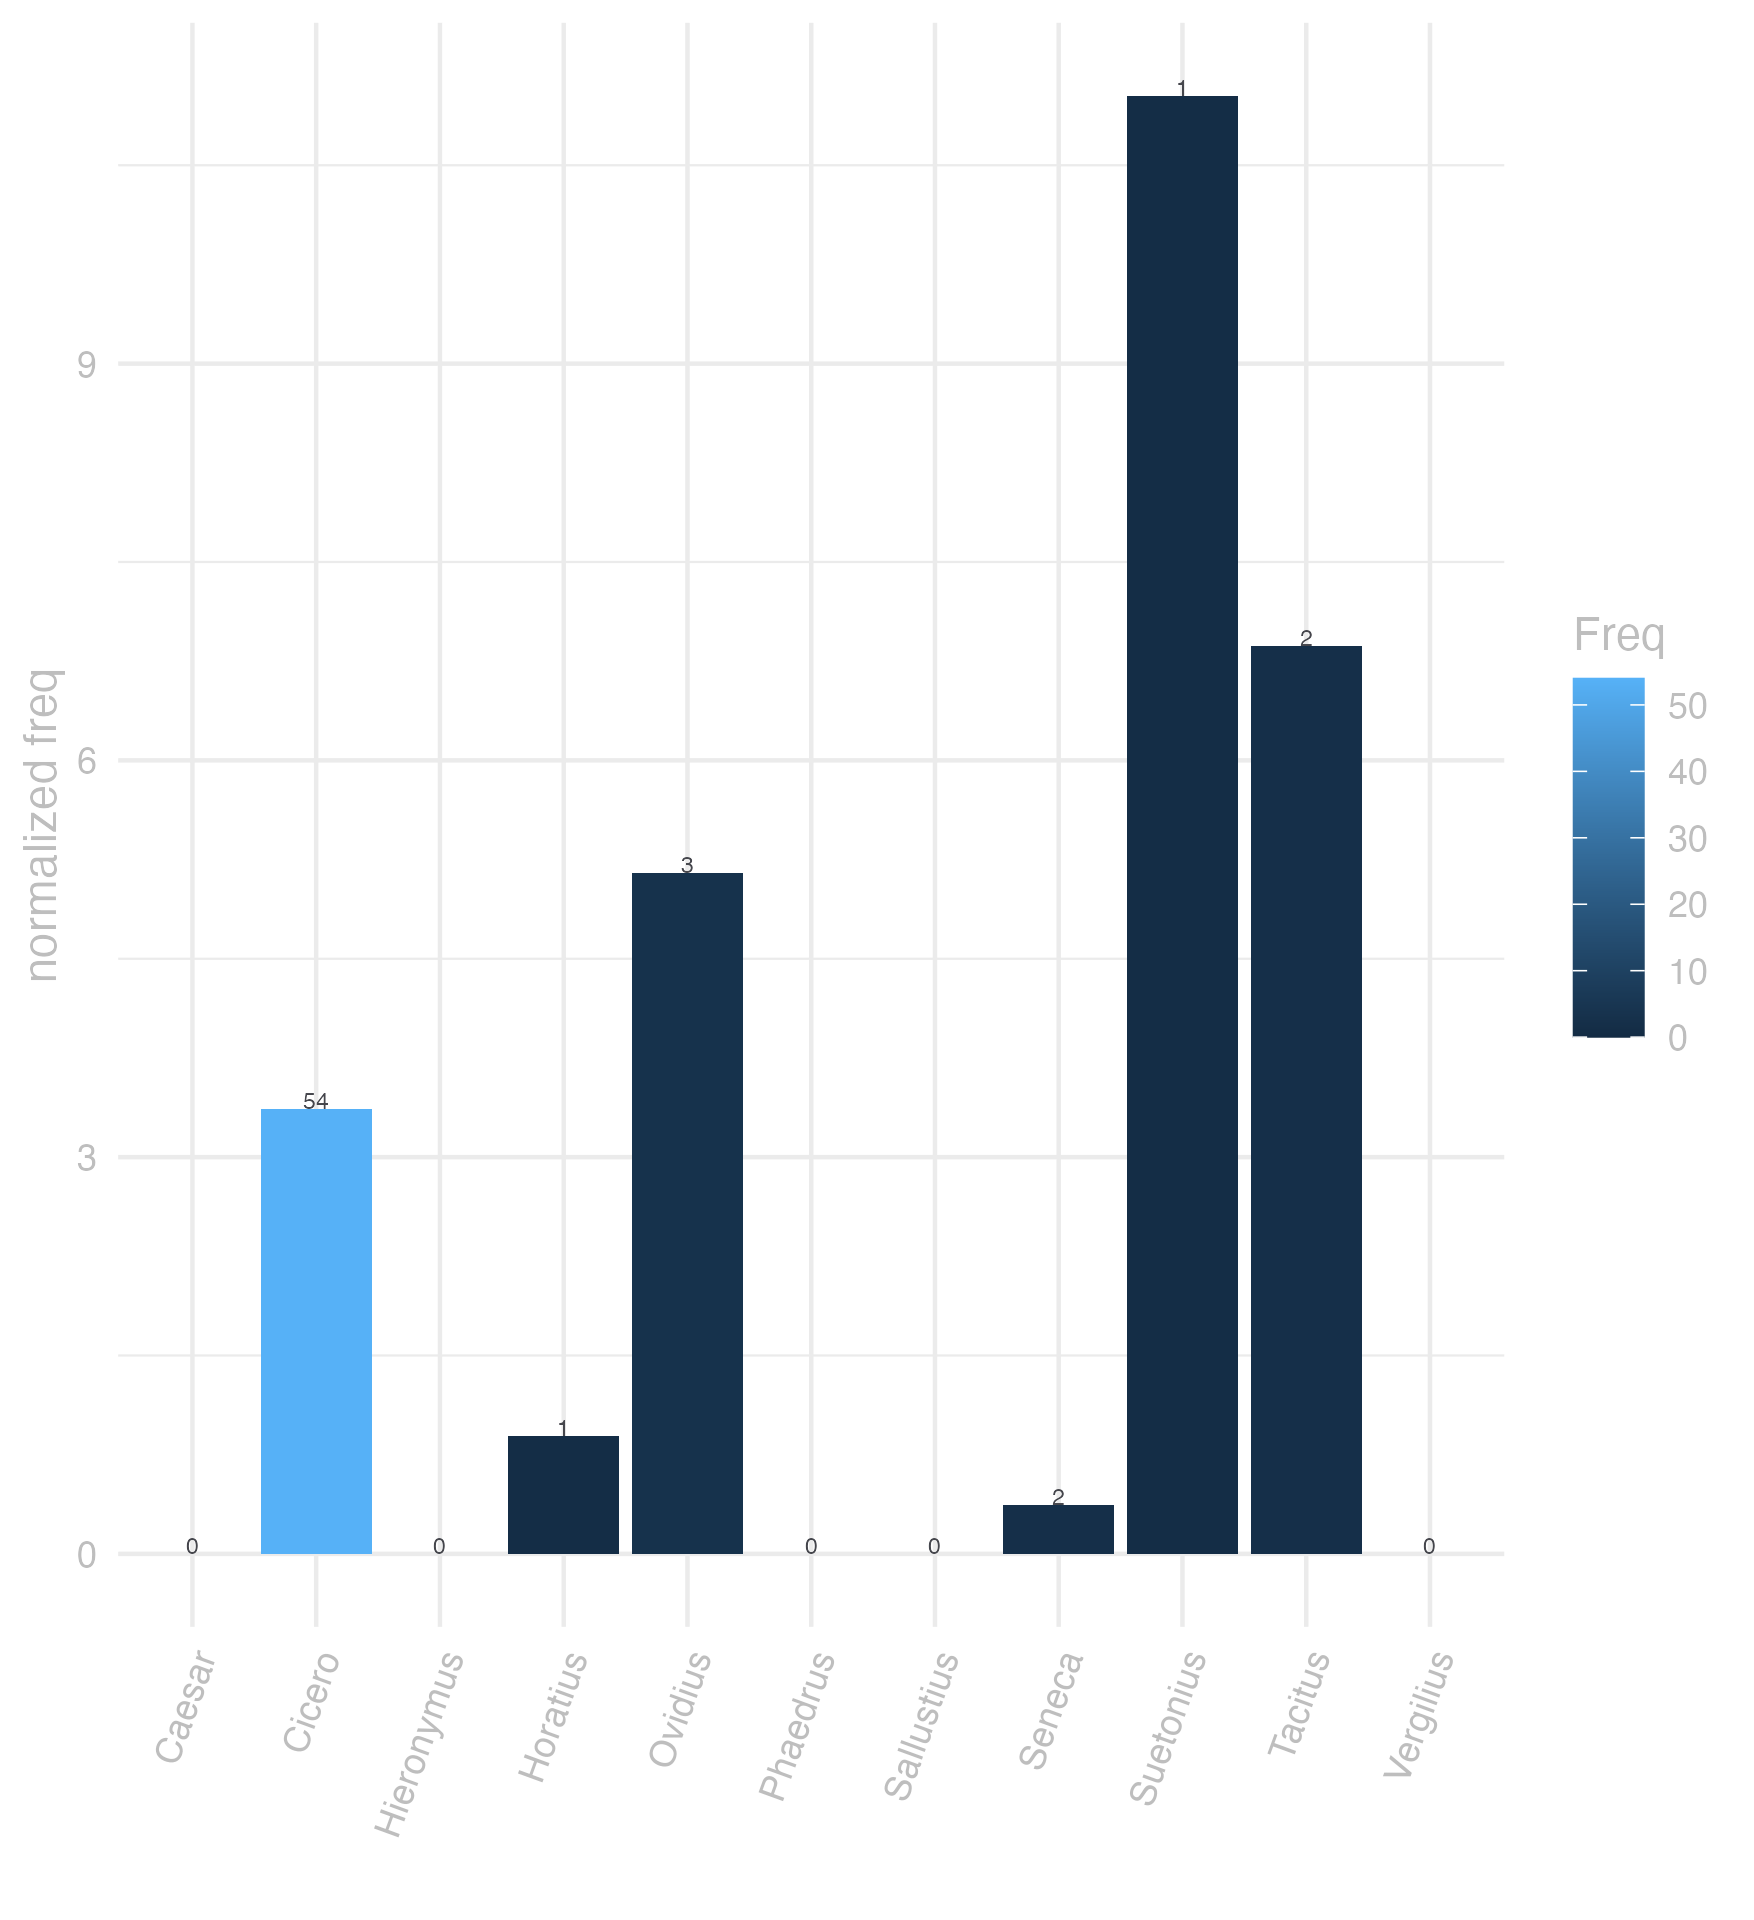 normalized freq
9
6
3
0
0
54
0
1
3
0
0
2
1
2
0
Caesar
Cicero
Hieronymus
Horatius
Ovidius
Phaedrus
Sallustius
Seneca
Suetonius
Tacitus
Vergilius
Freq
50
40
30
20
10
0